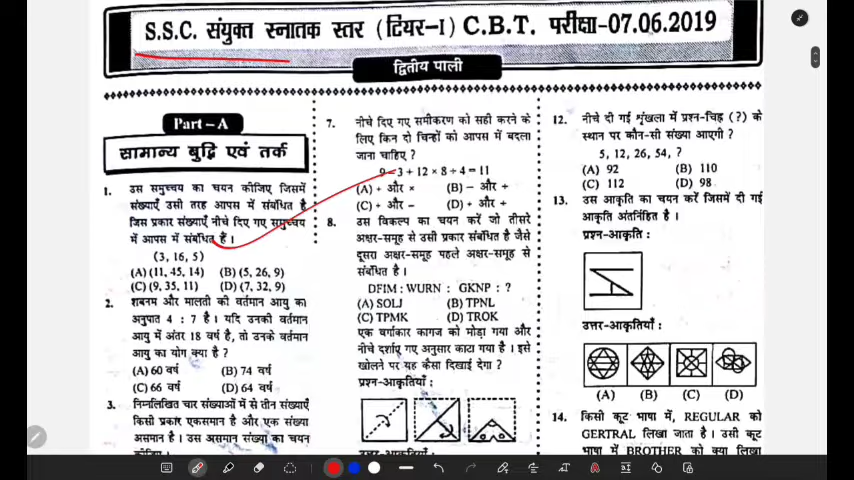 S.S.C. संयुक्त स्नातक स्तर (टियर-I) C.B.T. परीक्षा-07.06.2019
द्वितीय पाली
Part-A
सामान्य बुद्धि एवं तर्क
1. उस समुच्चय का चयन कीजिए जिसमें
संख्याएँ उसी तरह आपस में संबंधित है
जिस प्रकार संख्याएँ नीचे दिए गए समुच्चय
में आपस में संबंधित हैं।
(3, 16, 5)
(A) (11, 45, 14) (B) (5, 26, 9)
(C) (9, 35, 11) (D) (7, 32, 9)
2. शबनम और मालती की वर्तमान आयु का
अनुपात 4 : 7 है। यदि उनकी वर्तमान
आयु में अंतर 18 वर्ष है, तो उनके वर्तमान
आयु का योग क्या है ?
(A) 60 वर्ष (B) 74 वर्ष
(C) 66 वर्ष (D) 64 वर्ष
3. निम्नलिखित चार संख्याओं में से तीन संख्याएँ
किसी प्रकार एकसमान है और एक संख्या
असमान है। उस असमान संख्या का चयन
7. नीचे दिए गए समीकरण को सही करने के
लिए किन दो चिन्हों को आपस में बदला
जाना चाहिए ?
9 – 3 + 12 × 8 ÷ 4 = 11
(A) + और × (B) – और ÷
(C) + और – (D) + और ÷
8. उस विकल्प का चयन करें जो तीसरे
अक्षर-समूह से उसी प्रकार संबंधित है जैसे
दूसरा अक्षर-समूह पहले अक्षर-समूह से
संबंधित है।
DFIM : WURN : GKNP : ?
(A) SOLJ (B) TPNL
(C) TPMK (D) TROK
एक वर्गाकार कागज को मोड़ा गया और
नीचे दर्शाए गए अनुसार काटा गया है। इसे
खोलने पर यह कैसा दिखाई देगा ?
प्रश्न-आकृतियाँ :
12. नीचे दी गई शृंखला में प्रश्न-चिह्न (?) के
स्थान पर कौन-सी संख्या आएगी ?
5, 12, 26, 54, ?
(A) 92 (B) 110
(C) 112 (D) 98
13. उस आकृति का चयन करें जिसमें दी गई
आकृति अंतर्निहित है।
प्रश्न-आकृति :
उत्तर-आकृतियाँ :
(A) (B) (C) (D)
14. किसी कूट भाषा में, REGULAR को
GERTRAL लिखा जाता है। उसी कूट
भाषा में BROTHER को क्या लिखा